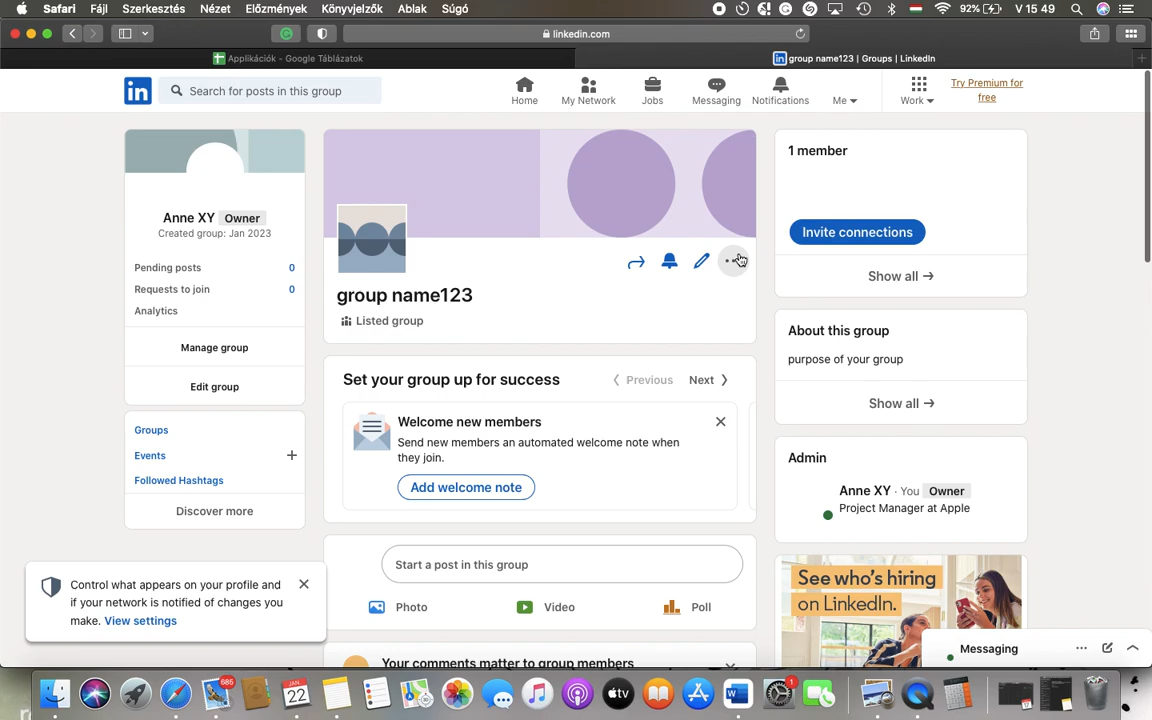 Safari Fájl Szerkesztés Nézet Előzmények Könyvjelzők Ablak Súgó 92% V 15 49
linkedin.com
Applikációk - Google Táblázatok
in group name123 | Groups | LinkedIn
in Search for posts in this group
Home My Network Jobs Messaging Notifications Me Work Try Premium for free
Anne XY Owner
Created group: Jan 2023
Pending posts 0
Requests to join 0
Analytics
Manage group
Edit group
Groups
Events +
Followed Hashtags
Discover more
group name123
Listed group
Set your group up for success Previous Next
Welcome new members
Send new members an automated welcome note when
they join.
Add welcome note
Start a post in this group
Photo Video Poll
Your comments matter to group members
1 member
Invite connections
Show all →
About this group
purpose of your group
Show all →
Admin
Anne XY · You Owner
Project Manager at Apple
See who's hiring
on LinkedIn.
Control what appears on your profile and
if your network is notified of changes you
make. View settings
Messaging
685
JAN.
22
tv
W
1